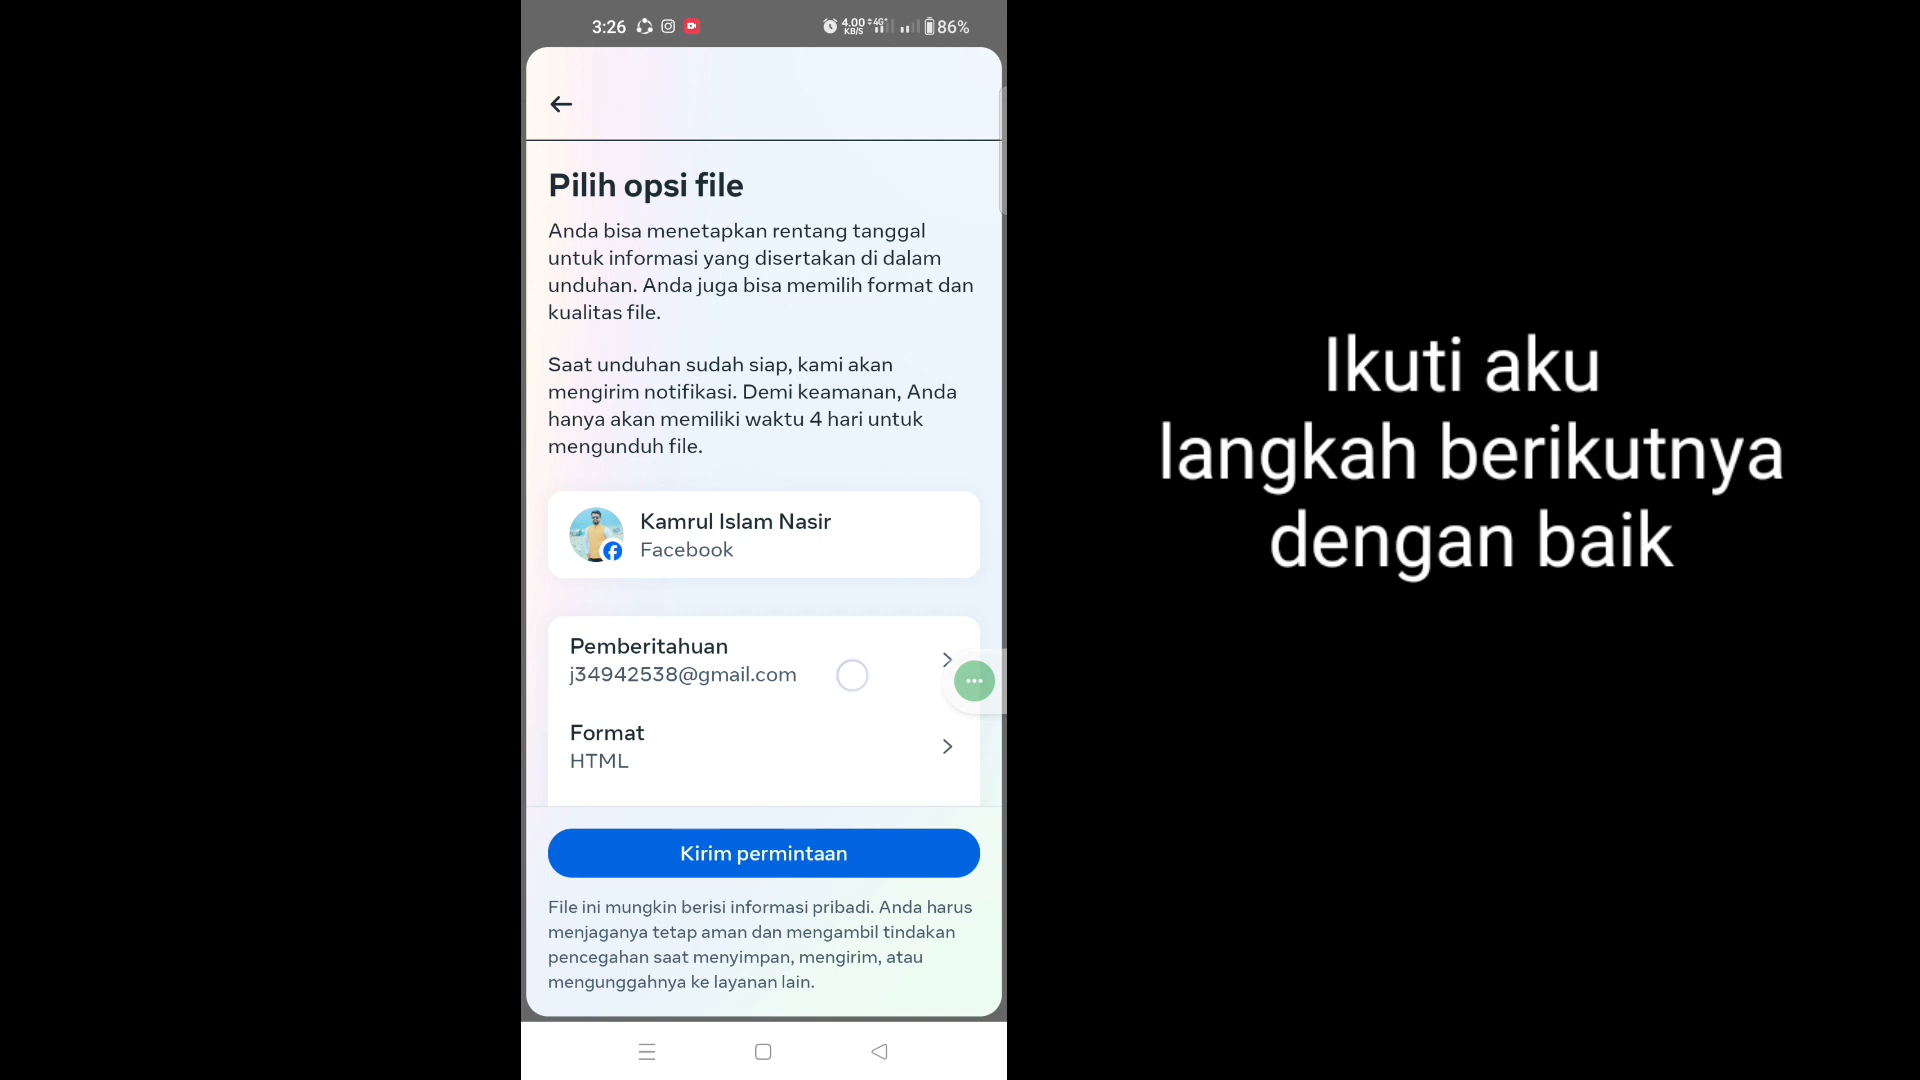 3:26
4.00
KB/S
4G+
86%
Pilih opsi file
Anda bisa menetapkan rentang tanggal
untuk informasi yang disertakan di dalam
unduhan. Anda juga bisa memilih format dan
kualitas file.
Saat unduhan sudah siap, kami akan
mengirim notifikasi. Demi keamanan, Anda
hanya akan memiliki waktu 4 hari untuk
mengunduh file.
Kamrul Islam Nasir
Facebook
Pemberitahuan
j34942538@gmail.com
Format
HTML
Kirim permintaan
File ini mungkin berisi informasi pribadi. Anda harus
menjaganya tetap aman dan mengambil tindakan
pencegahan saat menyimpan, mengirim, atau
mengunggahnya ke layanan lain.
Ikuti aku
langkah berikutnya
dengan baik